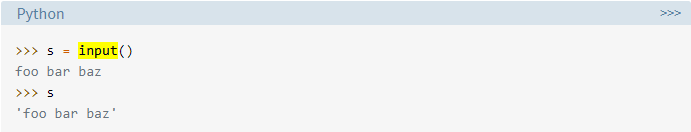 Python
>>>
>>> s = input()
foo bar baz
>>> s
'foo bar baz'